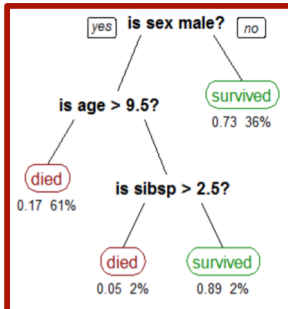 yes is sex male? no
is age > 9.5? survived
0.73 36%
died
0.17 61%
is sibsp > 2.5?
died survived
0.05 2% 0.89 2%